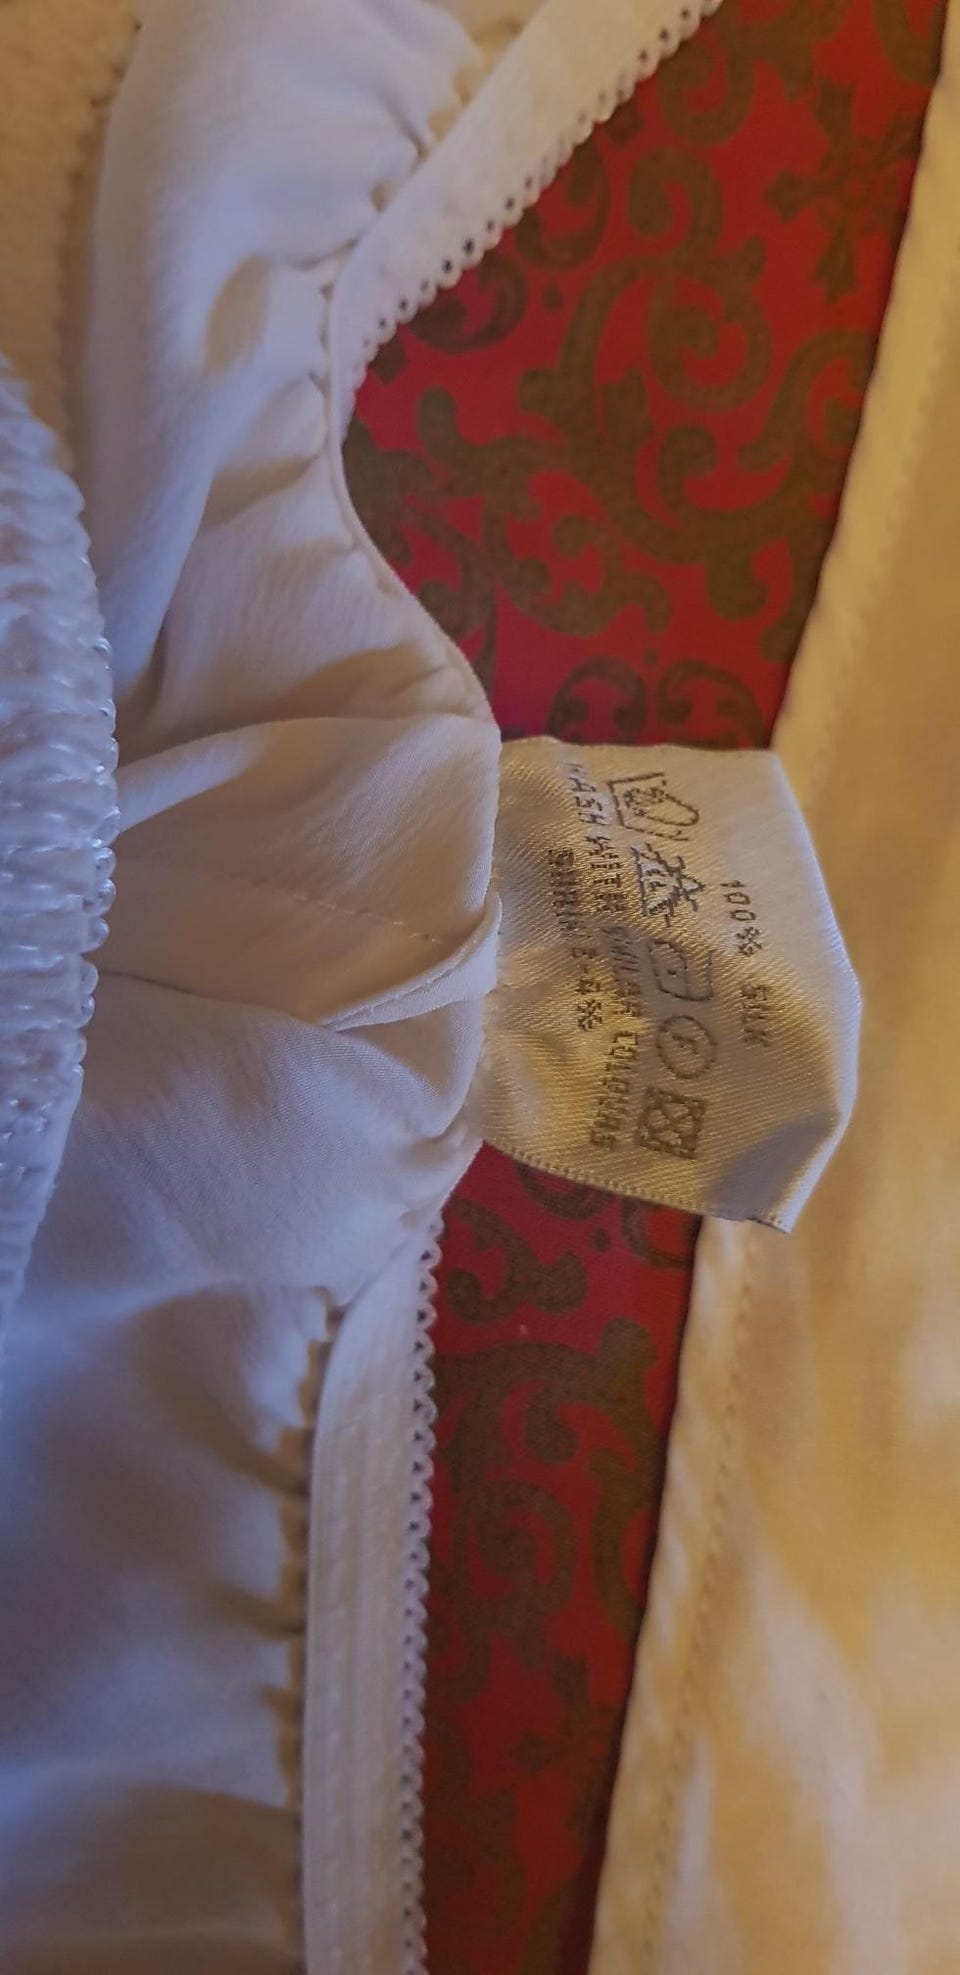 100% SILK
WASH WITH SIMILAR COLOURS
SHRINK 3-4%